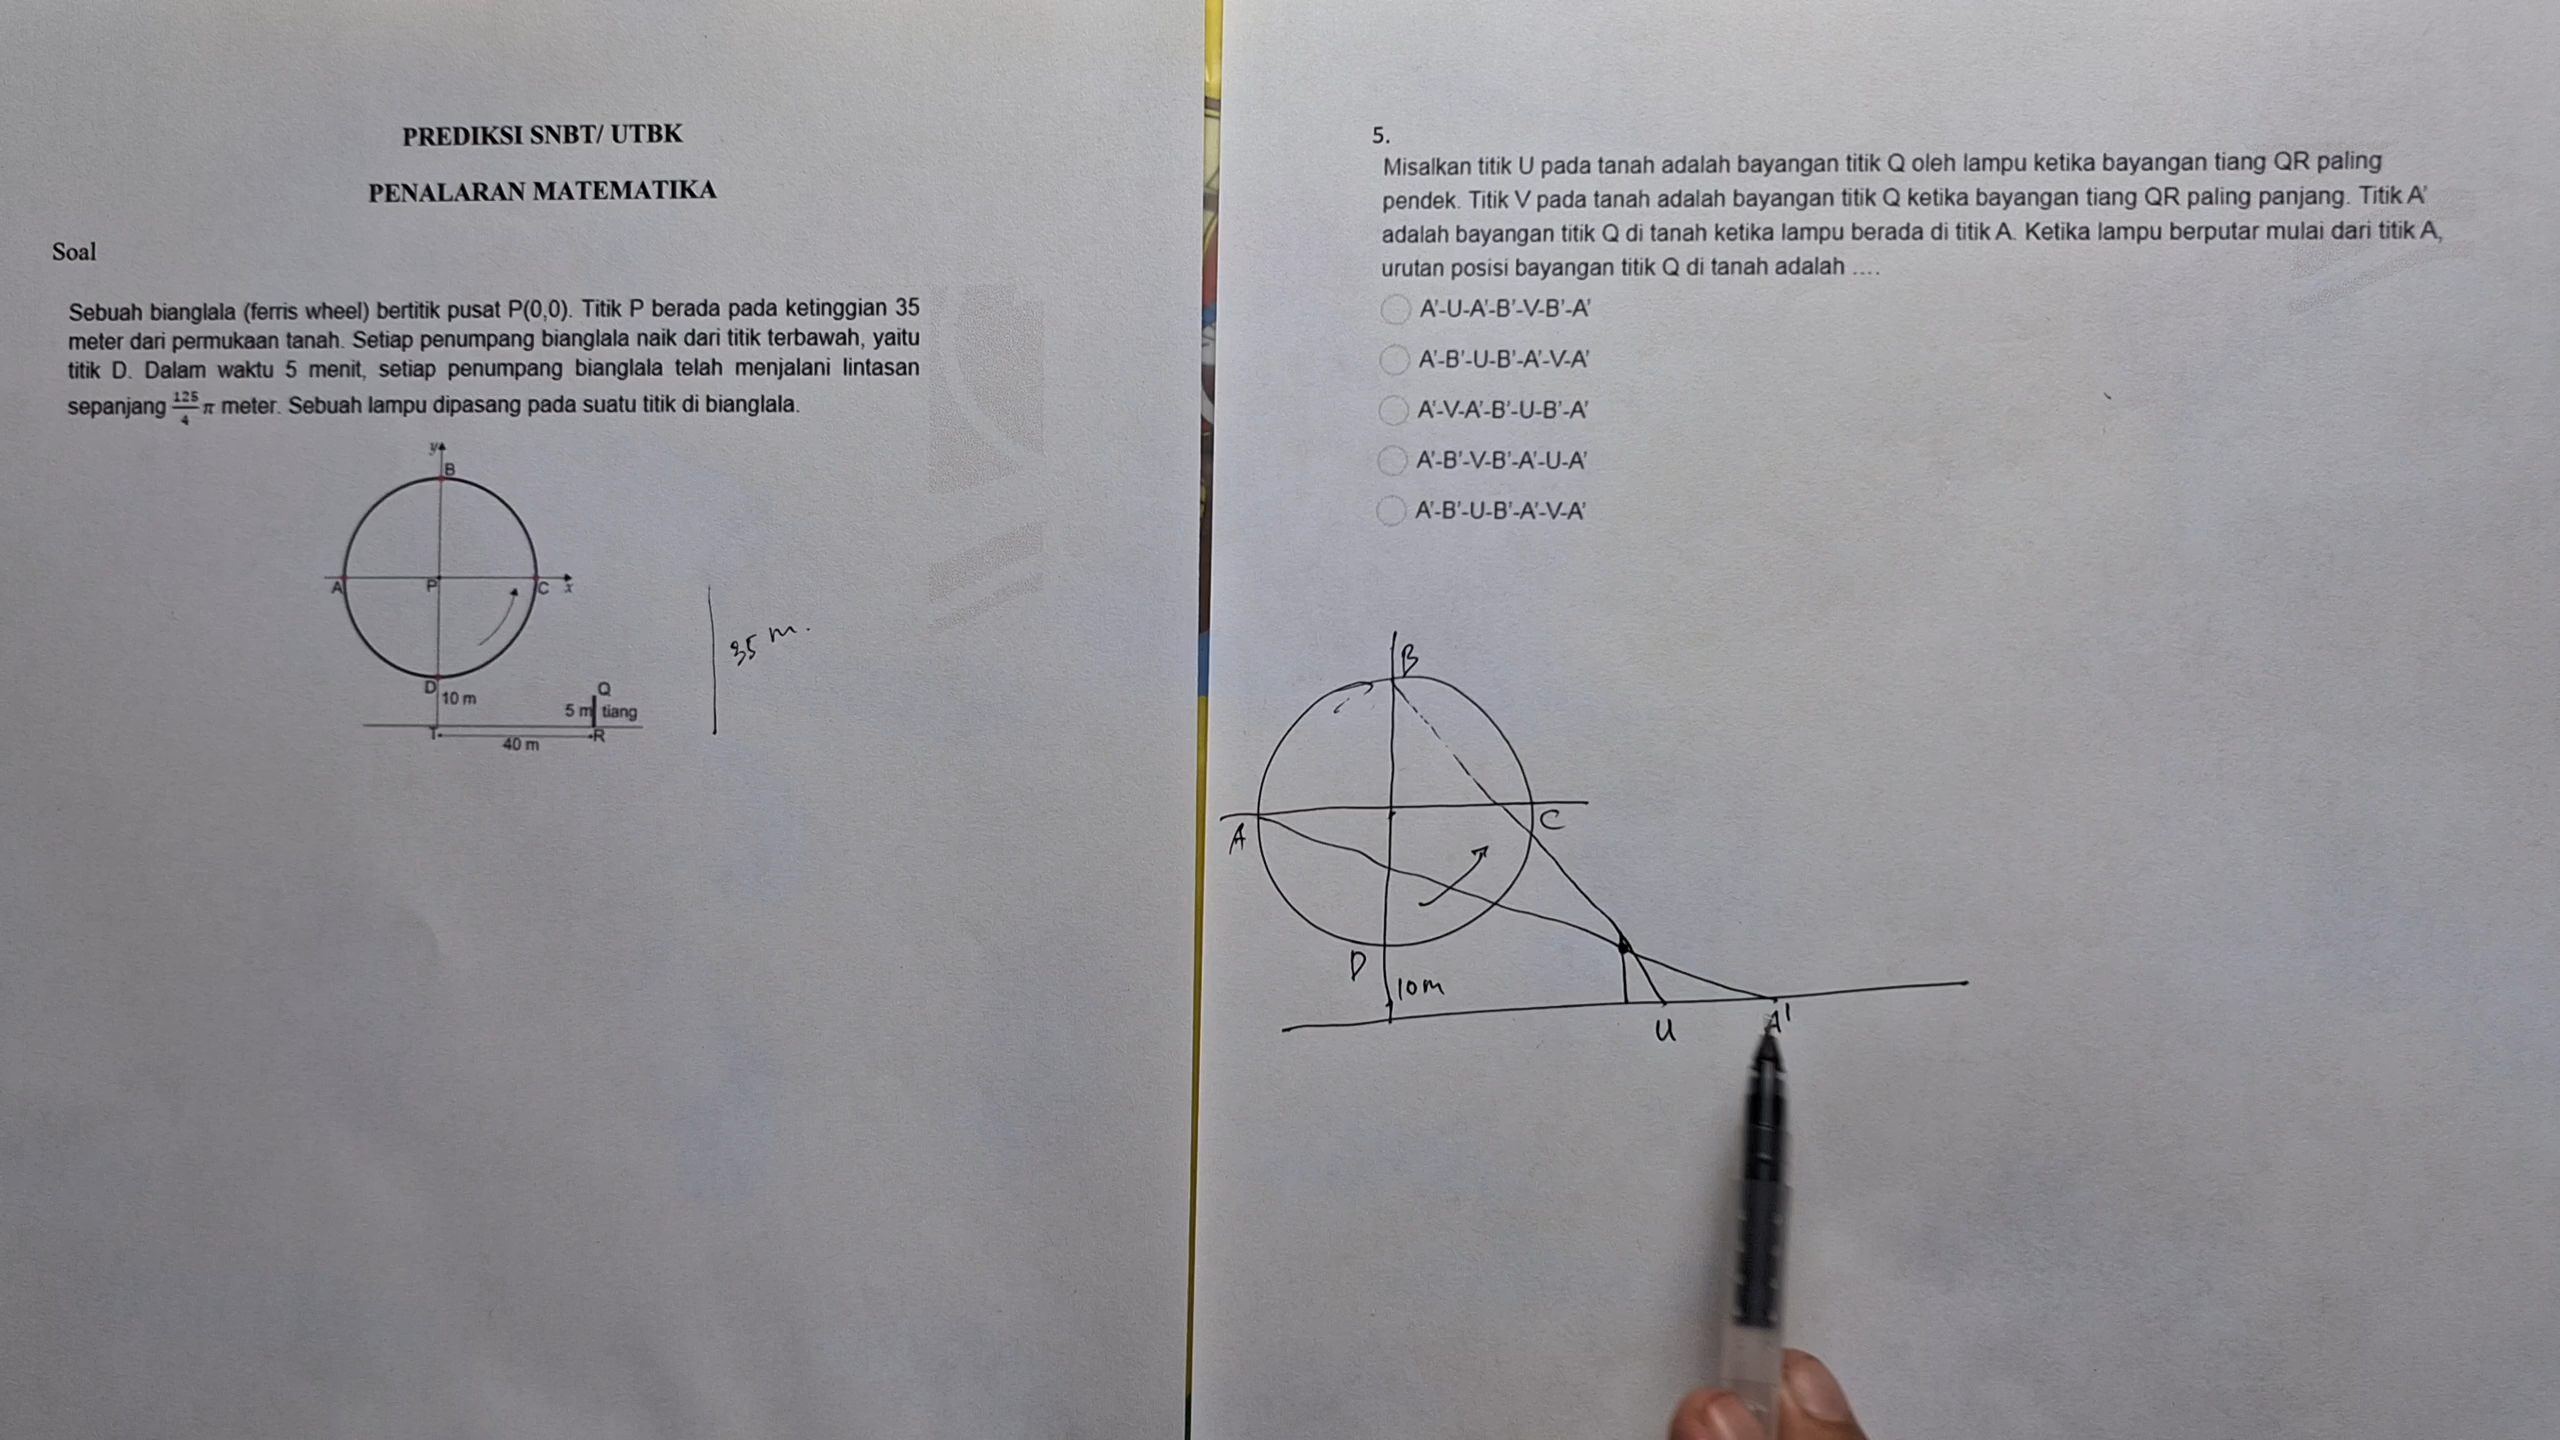 PREDIKSI SNBT/ UTBK
PENALARAN MATEMATIKA
Soal
Sebuah bianglala (ferris wheel) bertitik pusat P(0,0). Titik P berada pada ketinggian 35
meter dari permukaan tanah. Setiap penumpang bianglala naik dari titik terbawah, yaitu
titik D. Dalam waktu 5 menit, setiap penumpang bianglala telah menjalani lintasan
sepanjang 125/4 π meter. Sebuah lampu dipasang pada suatu titik di bianglala.
y
B
A
P
C
x
D
10 m
Q
5 m tiang
T
R
40 m
35 m.
5.
Misalkan titik U pada tanah adalah bayangan titik Q oleh lampu ketika bayangan tiang QR paling
pendek. Titik V pada tanah adalah bayangan titik Q ketika bayangan tiang QR paling panjang. Titik A'
adalah bayangan titik Q di tanah ketika lampu berada di titik A. Ketika lampu berputar mulai dari titik A,
urutan posisi bayangan titik Q di tanah adalah ....
A'-U-A'-B'-V-B'-A'
A'-B'-U-B'-A'-V-A'
A'-V-A'-B'-U-B'-A'
A'-B'-V-B'-A'-U-A'
A'-B'-U-B'-A'-V-A'
B
A
C
D
10m
U
A'